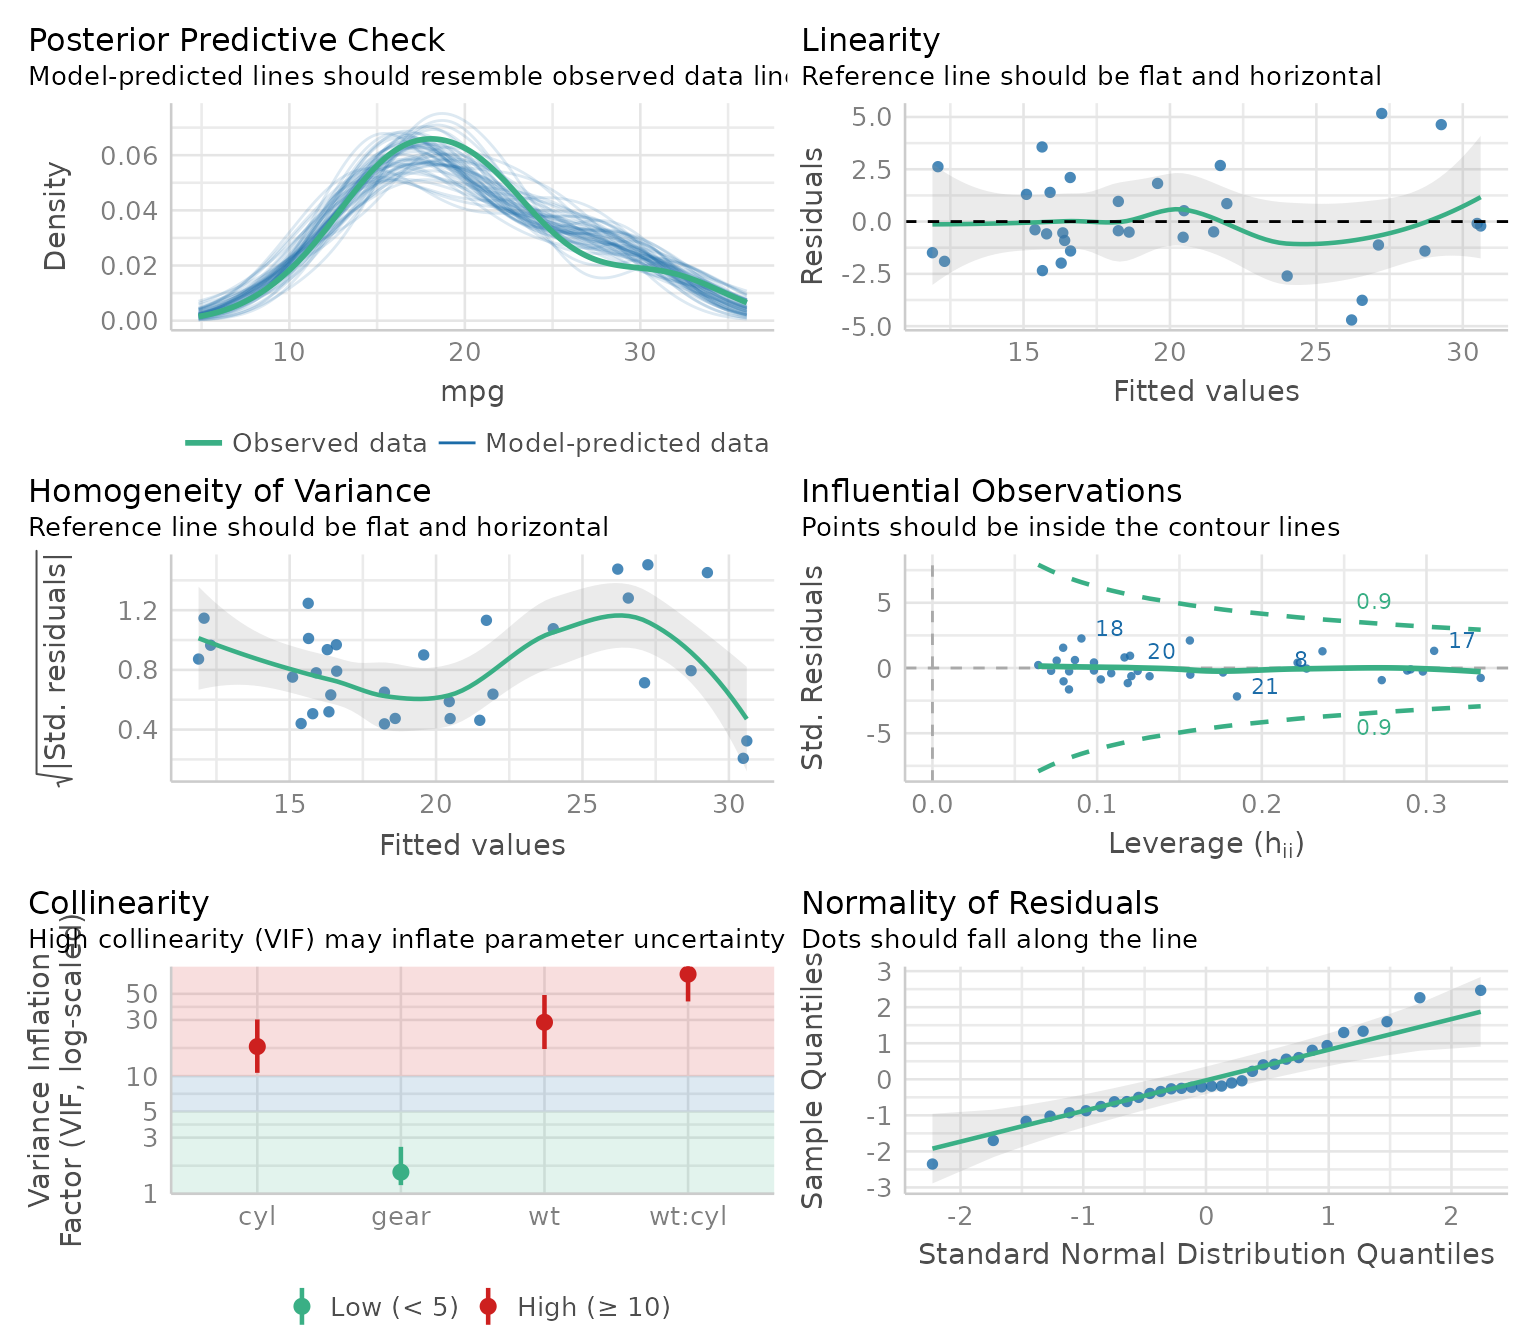 Posterior Predictive Check
Model-predicted lines should resemble observed data line
Density
0.06
0.04
0.02
0.00
10
20
30
mpg
Observed data
Model-predicted data
Linearity
Reference line should be flat and horizontal
Residuals
5.0
2.5
0.0
-2.5
-5.0
15
20
25
30
Fitted values
Homogeneity of Variance
Reference line should be flat and horizontal
√|Std. residuals|
1.2
0.8
0.4
15
20
25
30
Fitted values
Influential Observations
Points should be inside the contour lines
Std. Residuals
5
0
-5
0.9
18
17
20
8
21
0.9
0.0
0.1
0.2
0.3
Leverage (hii)
Collinearity
High collinearity (VIF) may inflate parameter uncertainty
Variance Inflation
Factor (VIF, log-scaled)
50
30
10
5
3
1
cyl
gear
wt
wt:cyl
Low (< 5)
High (≥ 10)
Normality of Residuals
Dots should fall along the line
Sample Quantiles
3
2
1
0
-1
-2
-3
-2
-1
0
1
2
Standard Normal Distribution Quantiles